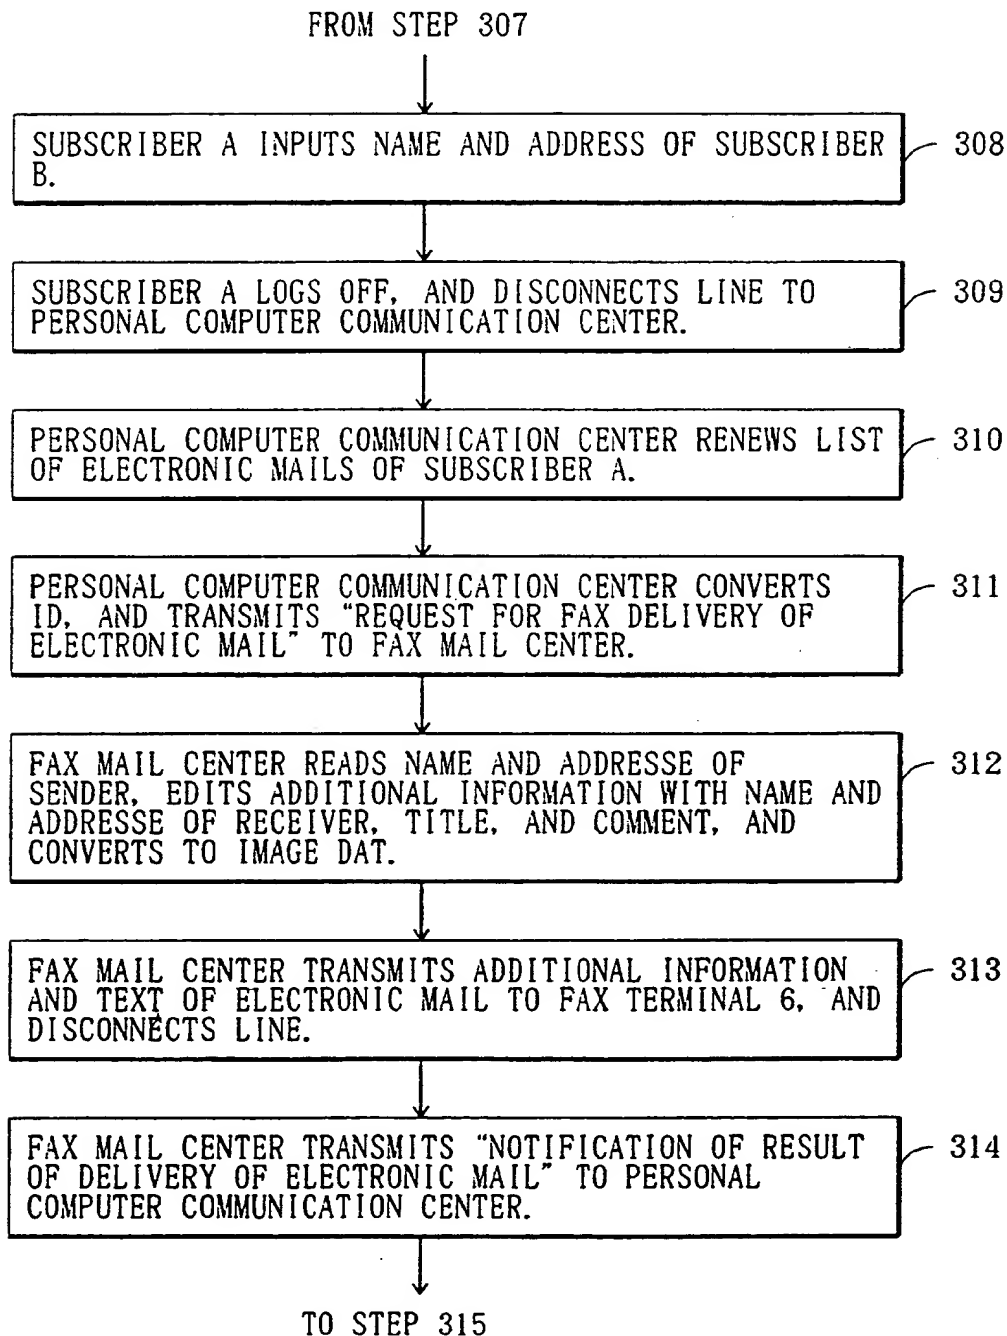 FROM STEP 307
SUBSCRIBER A INPUTS NAME AND ADDRESS OF SUBSCRIBER
B.
308
SUBSCRIBER A LOGS OFF, AND DISCONNECTS LINE TO
PERSONAL COMPUTER COMMUNICATION CENTER.
309
PERSONAL COMPUTER COMMUNICATION CENTER RENEWS LIST
OF ELECTRONIC MAILS OF SUBSCRIBER A.
310
PERSONAL COMPUTER COMMUNICATION CENTER CONVERTS
ID, AND TRANSMITS "REQUEST FOR FAX DELIVERY OF
ELECTRONIC MAIL" TO FAX MAIL CENTER.
311
FAX MAIL CENTER READS NAME AND ADDRESSE OF
SENDER, EDITS ADDITIONAL INFORMATION WITH NAME AND
ADDRESSE OF RECEIVER, TITLE, AND COMMENT, AND
CONVERTS TO IMAGE DAT.
312
FAX MAIL CENTER TRANSMITS ADDITIONAL INFORMATION
AND TEXT OF ELECTRONIC MAIL TO FAX TERMINAL 6, AND
DISCONNECTS LINE.
313
FAX MAIL CENTER TRANSMITS "NOTIFICATION OF RESULT
OF DELIVERY OF ELECTRONIC MAIL" TO PERSONAL
COMPUTER COMMUNICATION CENTER.
314
TO STEP 315